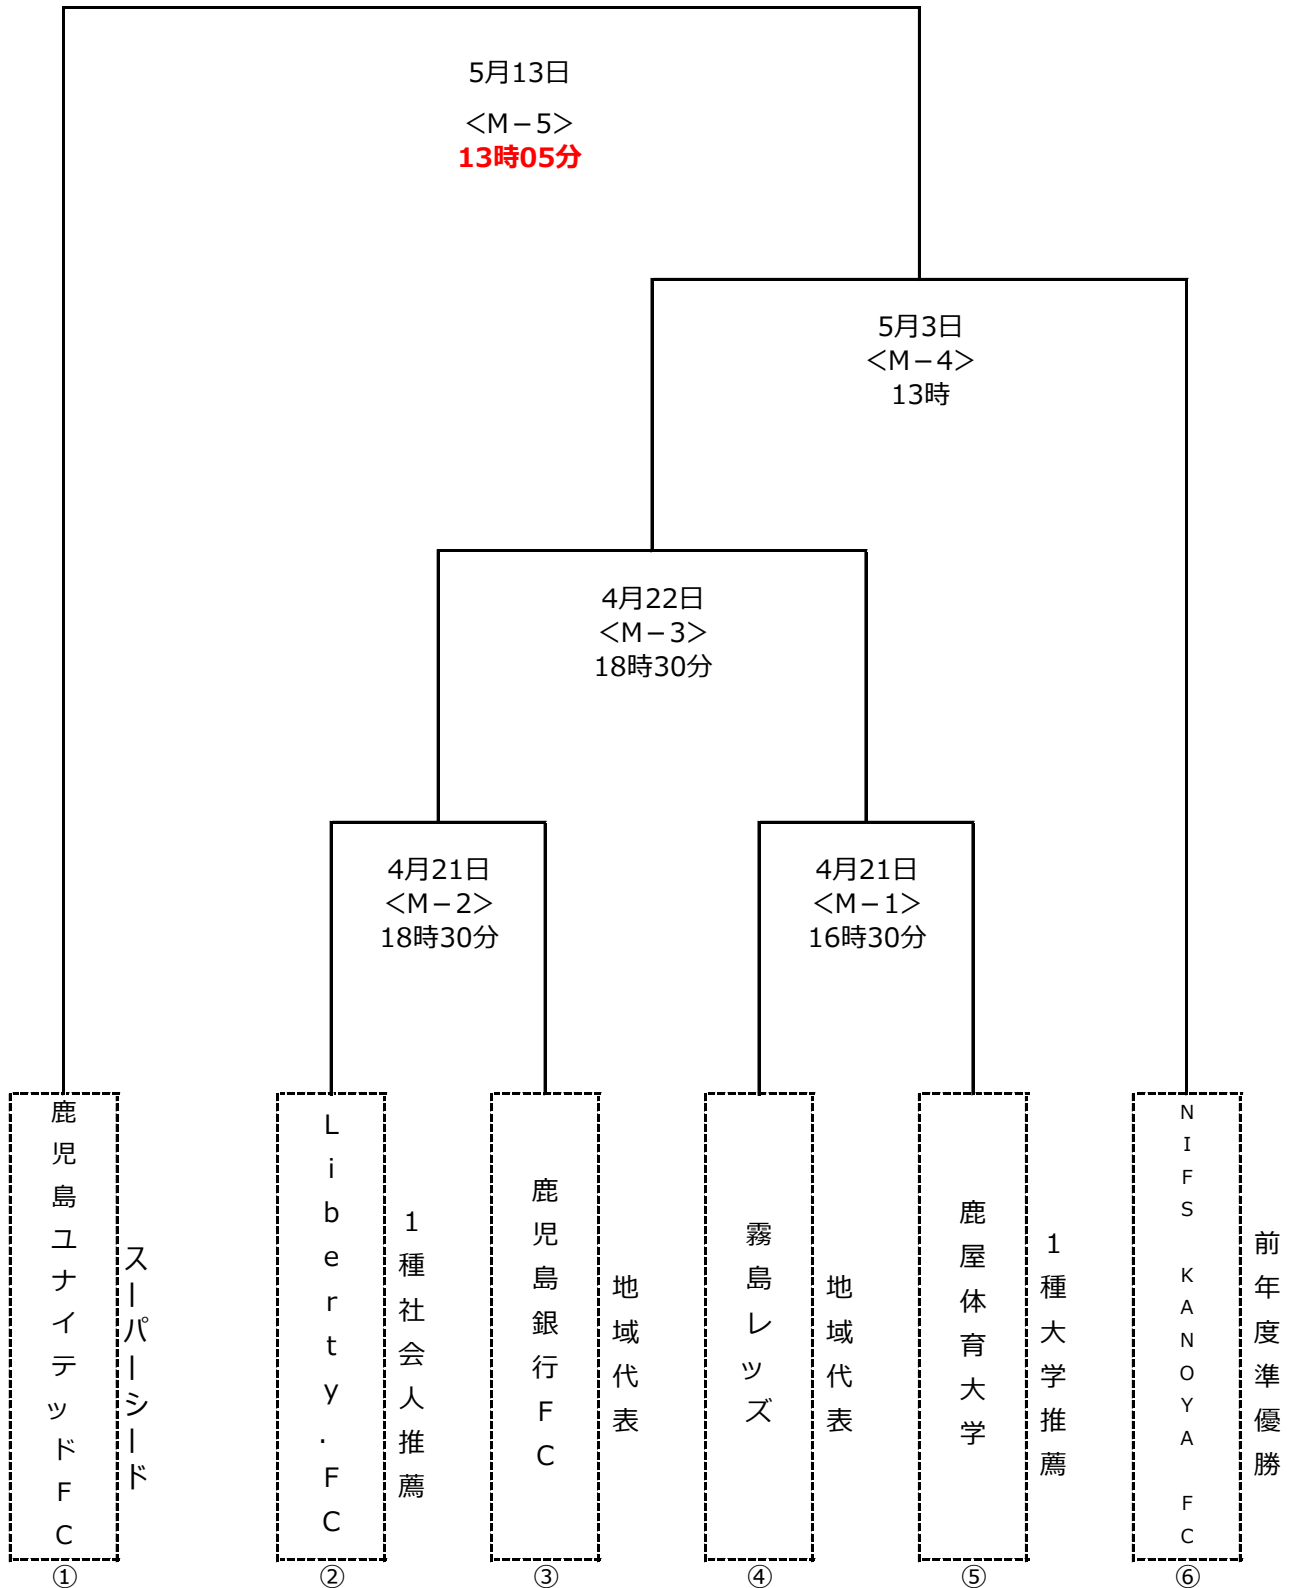 5月13日
＜M－5＞
13時05分
5月3日
＜M－4＞
13時
4月22日
＜M－3＞
18時30分
4月21日
＜M－2＞
18時30分
4月21日
＜M－1＞
16時30分
鹿児島ユナイテッドFC
スーパーシード
Liberty.FC
1種社会人推薦
鹿児島銀行FC
地域代表
霧島レッズ
地域代表
鹿屋体育大学
1種大学推薦
NIFS KANOYA FC
前年度準優勝
①
②
③
④
⑤
⑥